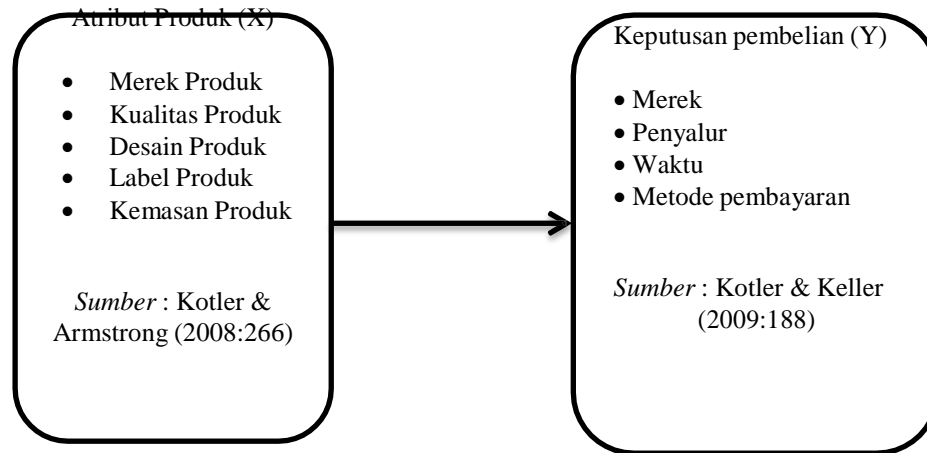 Atribut Produk (X)
• Merek Produk
• Kualitas Produk
• Desain Produk
• Label Produk
• Kemasan Produk
Sumber : Kotler &
Armstrong (2008:266)
Keputusan pembelian (Y)
• Merek
• Penyalur
• Waktu
• Metode pembayaran
Sumber : Kotler & Keller
(2009:188)